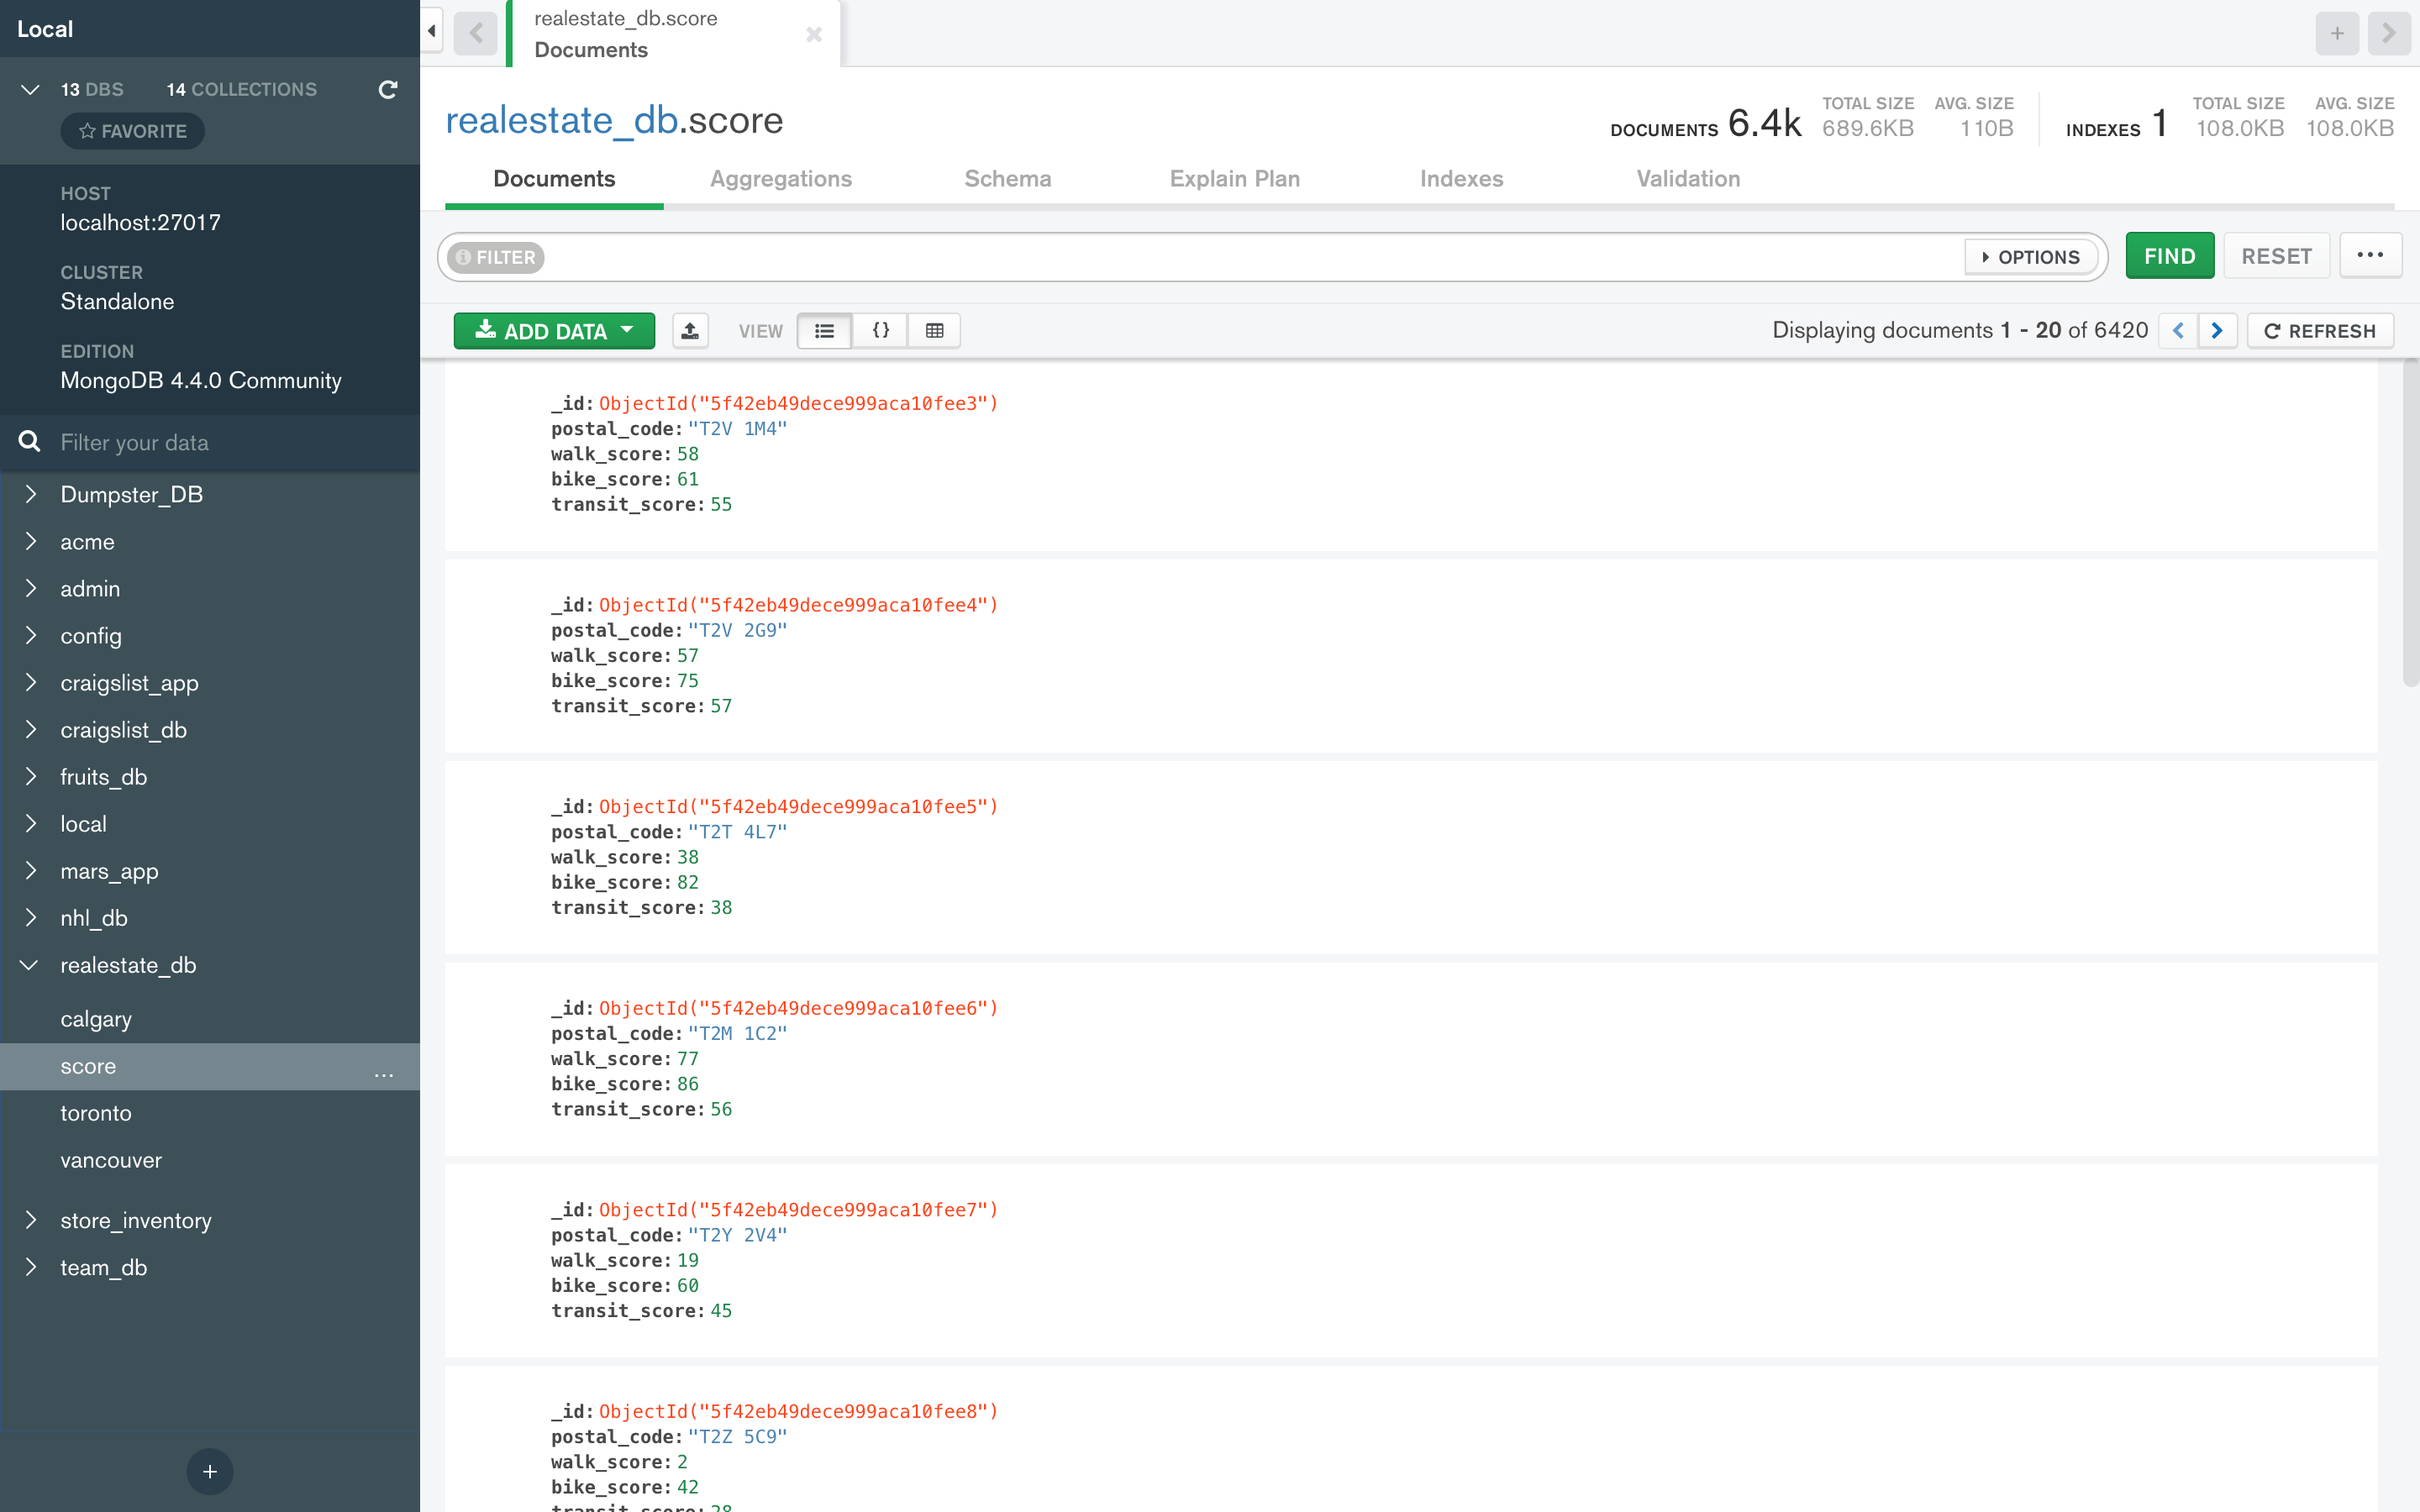 Local
13 DBS 14 COLLECTIONS
FAVORITE
HOST
localhost:27017
CLUSTER
Standalone
EDITION
MongoDB 4.4.0 Community
Filter your data
Dumpster_DB
acme
admin
config
craigslist_app
craigslist_db
fruits_db
local
mars_app
nhl_db
realestate_db
calgary
score ...
toronto
vancouver
store_inventory
team_db
+
realestate_db.score
Documents
realestate_db.score
DOCUMENTS 6.4k TOTAL SIZE 689.6KB AVG. SIZE 110B INDEXES 1 TOTAL SIZE 108.0KB AVG. SIZE 108.0KB
Documents Aggregations Schema Explain Plan Indexes Validation
FILTER OPTIONS FIND RESET ...
ADD DATA VIEW {} Displaying documents 1 - 20 of 6420 REFRESH
_id: ObjectId("5f42eb49dece999aca10fee3")
postal_code: "T2V 1M4"
walk_score: 58
bike_score: 61
transit_score: 55
_id: ObjectId("5f42eb49dece999aca10fee4")
postal_code: "T2V 2G9"
walk_score: 57
bike_score: 75
transit_score: 57
_id: ObjectId("5f42eb49dece999aca10fee5")
postal_code: "T2T 4L7"
walk_score: 38
bike_score: 82
transit_score: 38
_id: ObjectId("5f42eb49dece999aca10fee6")
postal_code: "T2M 1C2"
walk_score: 77
bike_score: 86
transit_score: 56
_id: ObjectId("5f42eb49dece999aca10fee7")
postal_code: "T2Y 2V4"
walk_score: 19
bike_score: 60
transit_score: 45
_id: ObjectId("5f42eb49dece999aca10fee8")
postal_code: "T2Z 5C9"
walk_score: 2
bike_score: 42
transit_score: 28